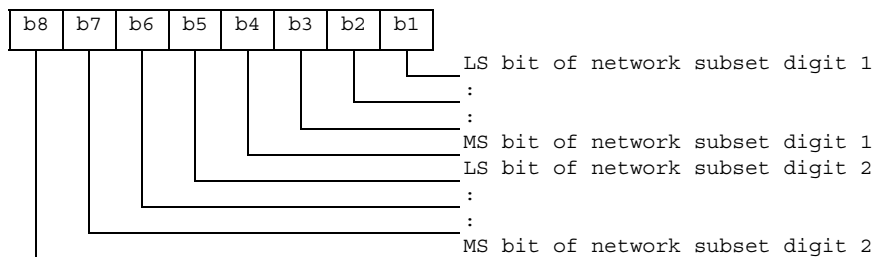 b8 b7 b6 b5 b4 b3 b2 b1
LS bit of network subset digit 1
:
:
MS bit of network subset digit 1
LS bit of network subset digit 2
:
:
MS bit of network subset digit 2